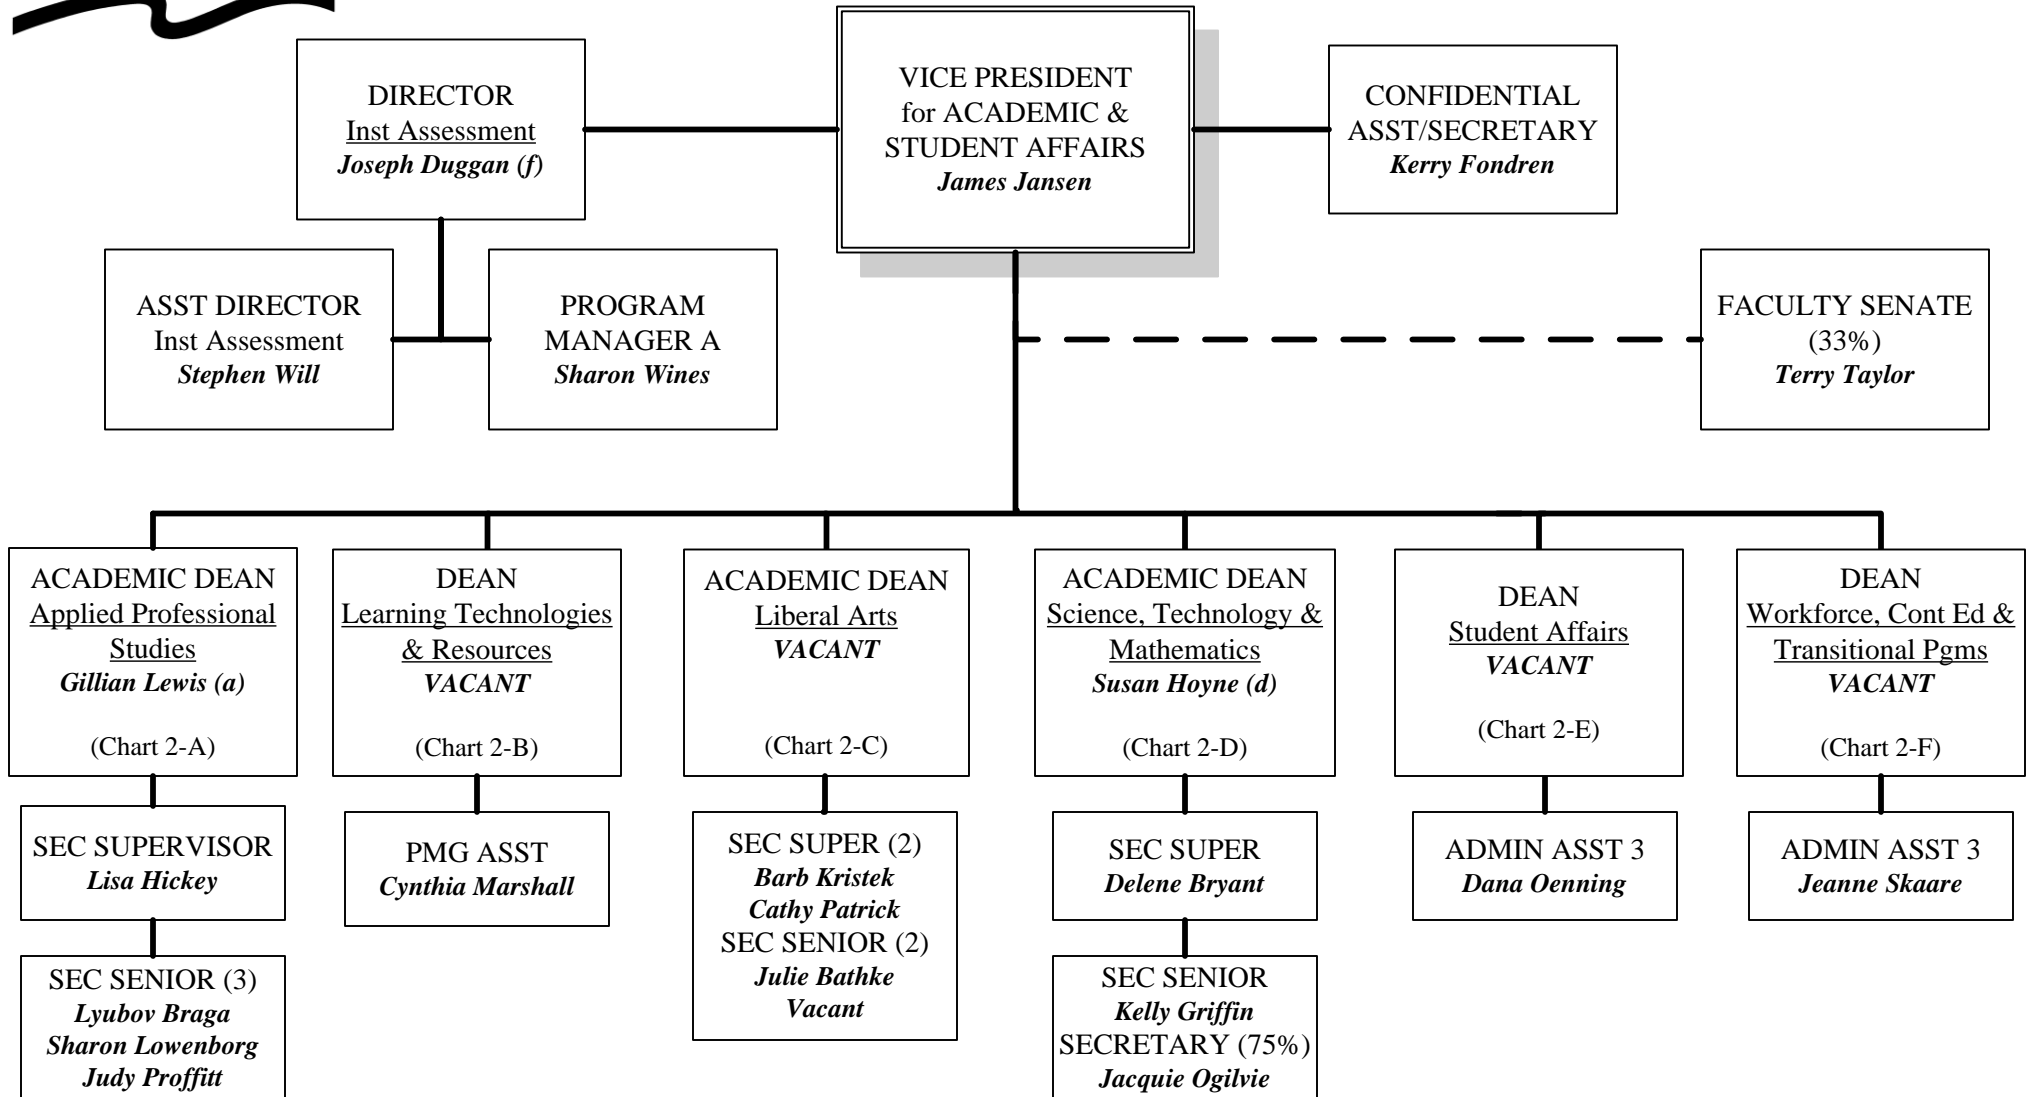 DIRECTOR
Inst Assessment
Joseph Duggan (f)
VICE PRESIDENT
for ACADEMIC &
STUDENT AFFAIRS
James Jansen
CONFIDENTIAL
ASST/SECRETARY
Kerry Fondren
ASST DIRECTOR
Inst Assessment
Stephen Will
PROGRAM
MANAGER A
Sharon Wines
FACULTY SENATE
(33%)
Terry Taylor
ACADEMIC DEAN
Applied Professional
Studies
Gillian Lewis (a)
(Chart 2-A)
DEAN
Learning Technologies
& Resources
VACANT
(Chart 2-B)
ACADEMIC DEAN
Liberal Arts
VACANT
(Chart 2-C)
ACADEMIC DEAN
Science, Technology &
Mathematics
Susan Hoyne (d)
(Chart 2-D)
DEAN
Student Affairs
VACANT
(Chart 2-E)
DEAN
Workforce, Cont Ed &
Transitional Pgms
VACANT
(Chart 2-F)
SEC SUPERVISOR
Lisa Hickey
PMG ASST
Cynthia Marshall
SEC SUPER (2)
Barb Kristek
Cathy Patrick
SEC SENIOR (2)
Julie Bathke
Vacant
SEC SUPER
Delene Bryant
ADMIN ASST 3
Dana Oenning
ADMIN ASST 3
Jeanne Skaare
SEC SENIOR (3)
Lyubov Braga
Sharon Lowenborg
Judy Proffitt
SEC SENIOR
Kelly Griffin
SECRETARY (75%)
Jacquie Ogilvie